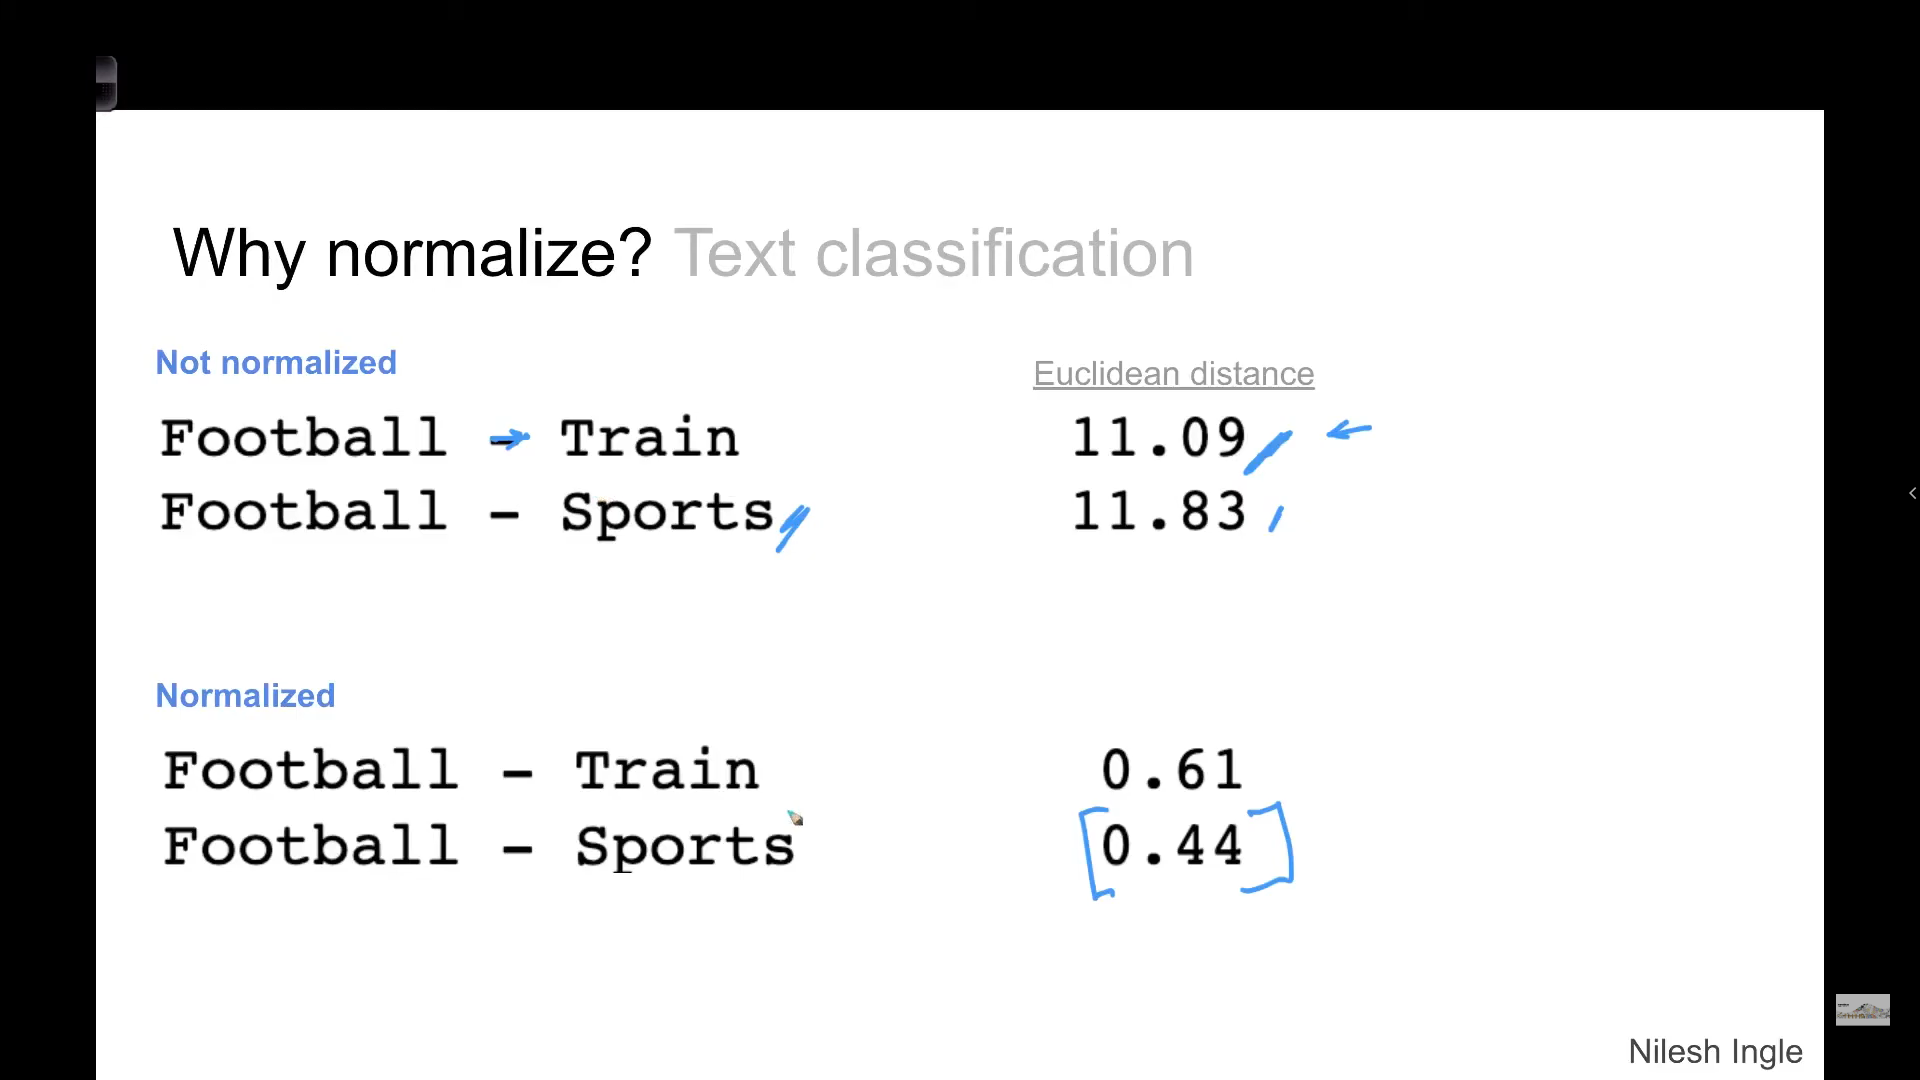 Why normalize? Text classification
Not normalized
Euclidean distance
Football - Train 11.09
Football - Sports 11.83
Normalized
Football - Train 0.61
Football - Sports 0.44
Nilesh Ingle